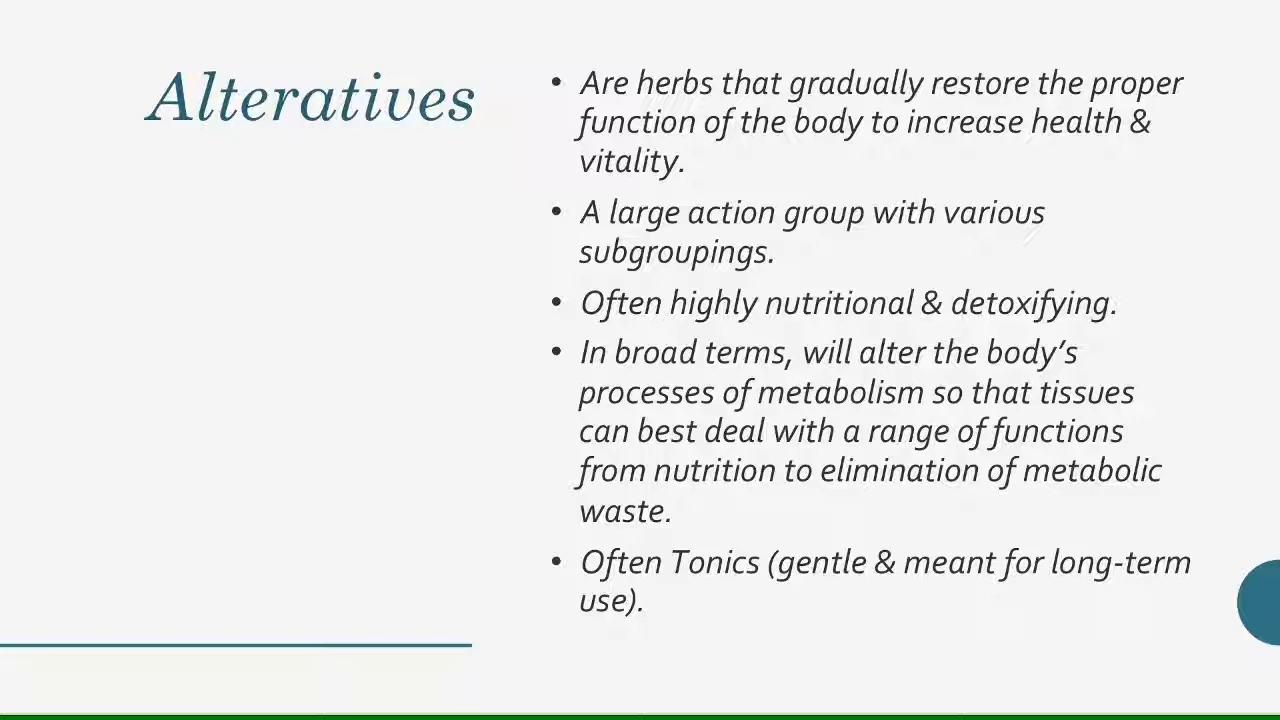 Alteratives
• Are herbs that gradually restore the proper
function of the body to increase health &
vitality.
• A large action group with various
subgroupings.
• Often highly nutritional & detoxifying.
• In broad terms, will alter the body’s
processes of metabolism so that tissues
can best deal with a range of functions
from nutrition to elimination of metabolic
waste.
• Often Tonics (gentle & meant for long-term
use).